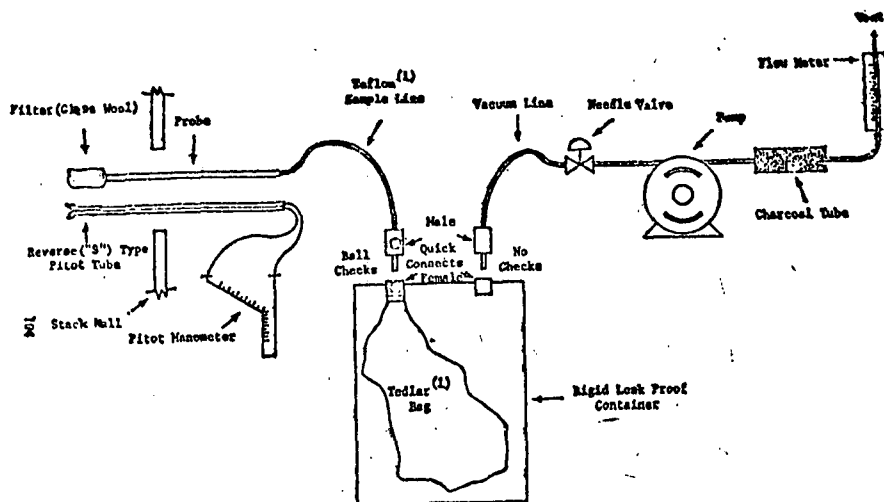 Vent
Flow Meter
Teflon(1)
Sample Line
Vacuum Line
Needle Valve
Pump
Filter(Glass Wool)
Probe
Charcoal Tube
Male
Reverse("S") Type
Pitot Tube
Ball
Checks
Quick
Connects
Female
No
Checks
Stack Wall
Pitot Manometer
Tedlar(1)
Bag
Rigid Leak Proof
Container